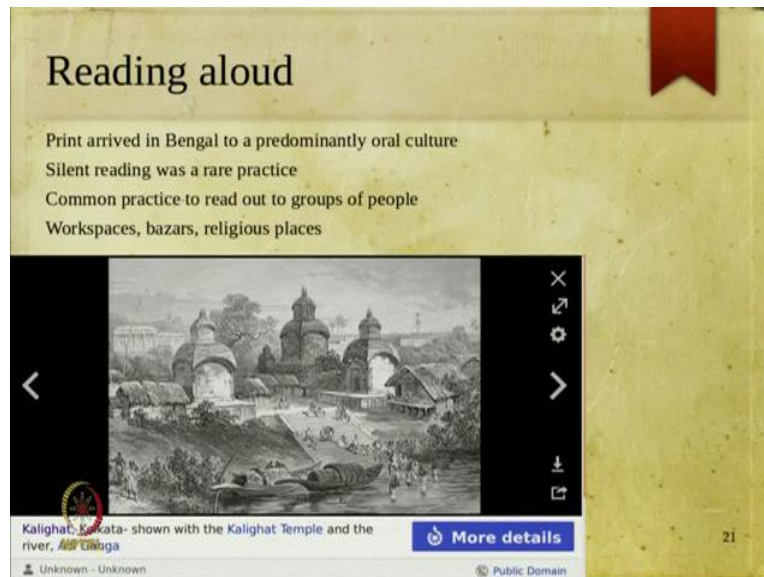 Reading aloud
Print arrived in Bengal to a predominantly oral culture
Silent reading was a rare practice
Common practice to read out to groups of people
Workspaces, bazars, religious places
Kalighat, Kolkata- shown with the Kalighat Temple and the
river, Adi Ganga
More details
21
Unknown - Unknown
Public Domain